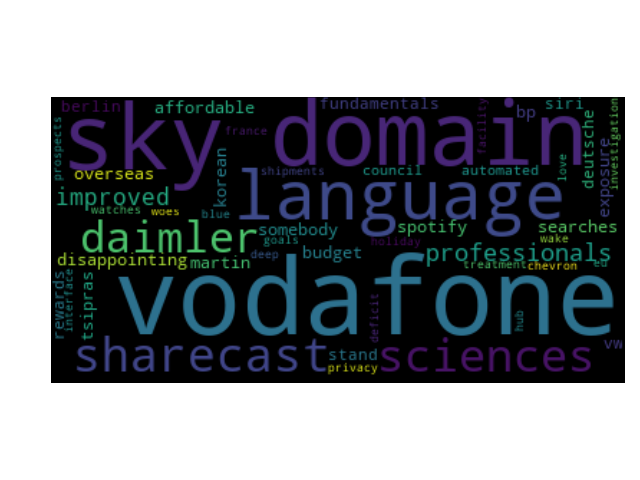 berlin affordable fundamentals bp siri
sky domain
prospects france facility deutsche investigation
overseas korean shipments council automated love exposure
improved language
watches woes blue
daimler somebody spotify searches
goals holiday wake
disappointing martin deep budget professionals
treatment chevron eu
rewards interface tsipras vodafone
deficit hub
sharecast stand sciences vw
privacy